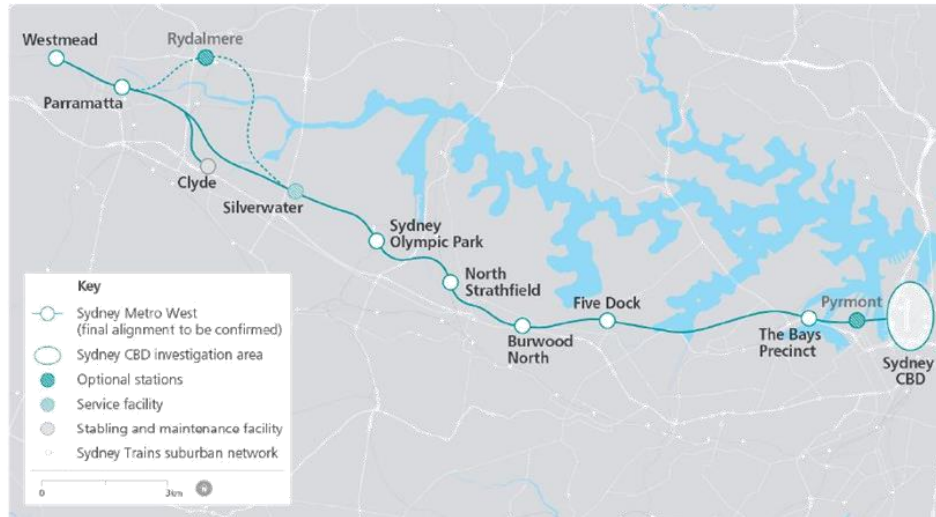 Westmead
Rydalmere
Parramatta
Clyde
Silverwater
Sydney
Olympic Park
North
Strathfield
Five Dock
Burwood
North
Pyrmont
The Bays
Precinct
Sydney
CBD
Key
Sydney Metro West
(final alignment to be confirmed)
Sydney CBD investigation area
Optional stations
Service facility
Stabling and maintenance facility
Sydney Trains suburban network
0 3km